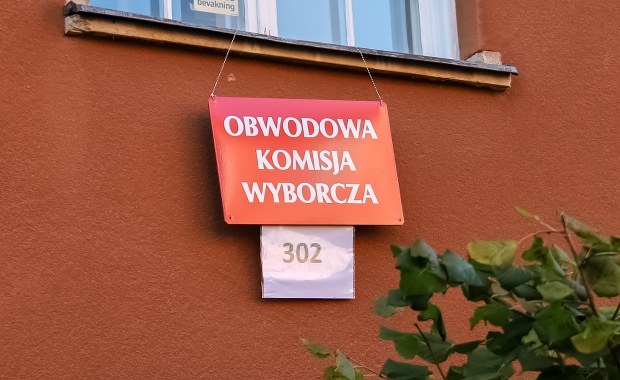 bevakning
OBWODOWA
KOMISJA
WYBORCZA
302